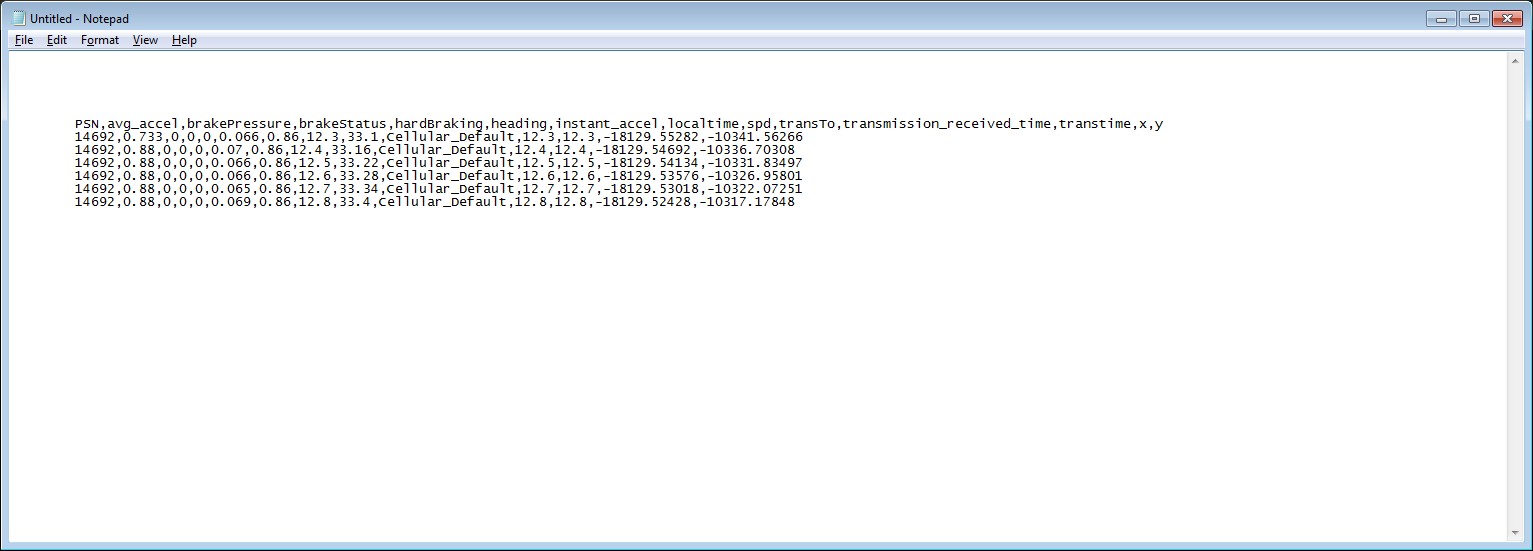 Untitled - Notepad
File Edit Format View Help
PSN,avg_accel,brakePressure,brakeStatus,hardBraking,heading,instant_accel,localtime,spd,transTo,transmission_received_time,transtime,x,y
14692,0.733,0,0,0,0.066,0.86,12.3,33.1,Cellular_Default,12.3,12.3,-18129.55282,-10341.56266
14692,0.88,0,0,0,0.07,0.86,12.4,33.16,Cellular_Default,12.4,12.4,-18129.54692,-10336.70308
14692,0.88,0,0,0,0.066,0.86,12.5,33.22,Cellular_Default,12.5,12.5,-18129.54134,-10331.83497
14692,0.88,0,0,0,0.066,0.86,12.6,33.28,Cellular_Default,12.6,12.6,-18129.53576,-10326.95801
14692,0.88,0,0,0,0.065,0.86,12.7,33.34,Cellular_Default,12.7,12.7,-18129.53018,-10322.07251
14692,0.88,0,0,0,0.069,0.86,12.8,33.4,Cellular_Default,12.8,12.8,-18129.52428,-10317.17848